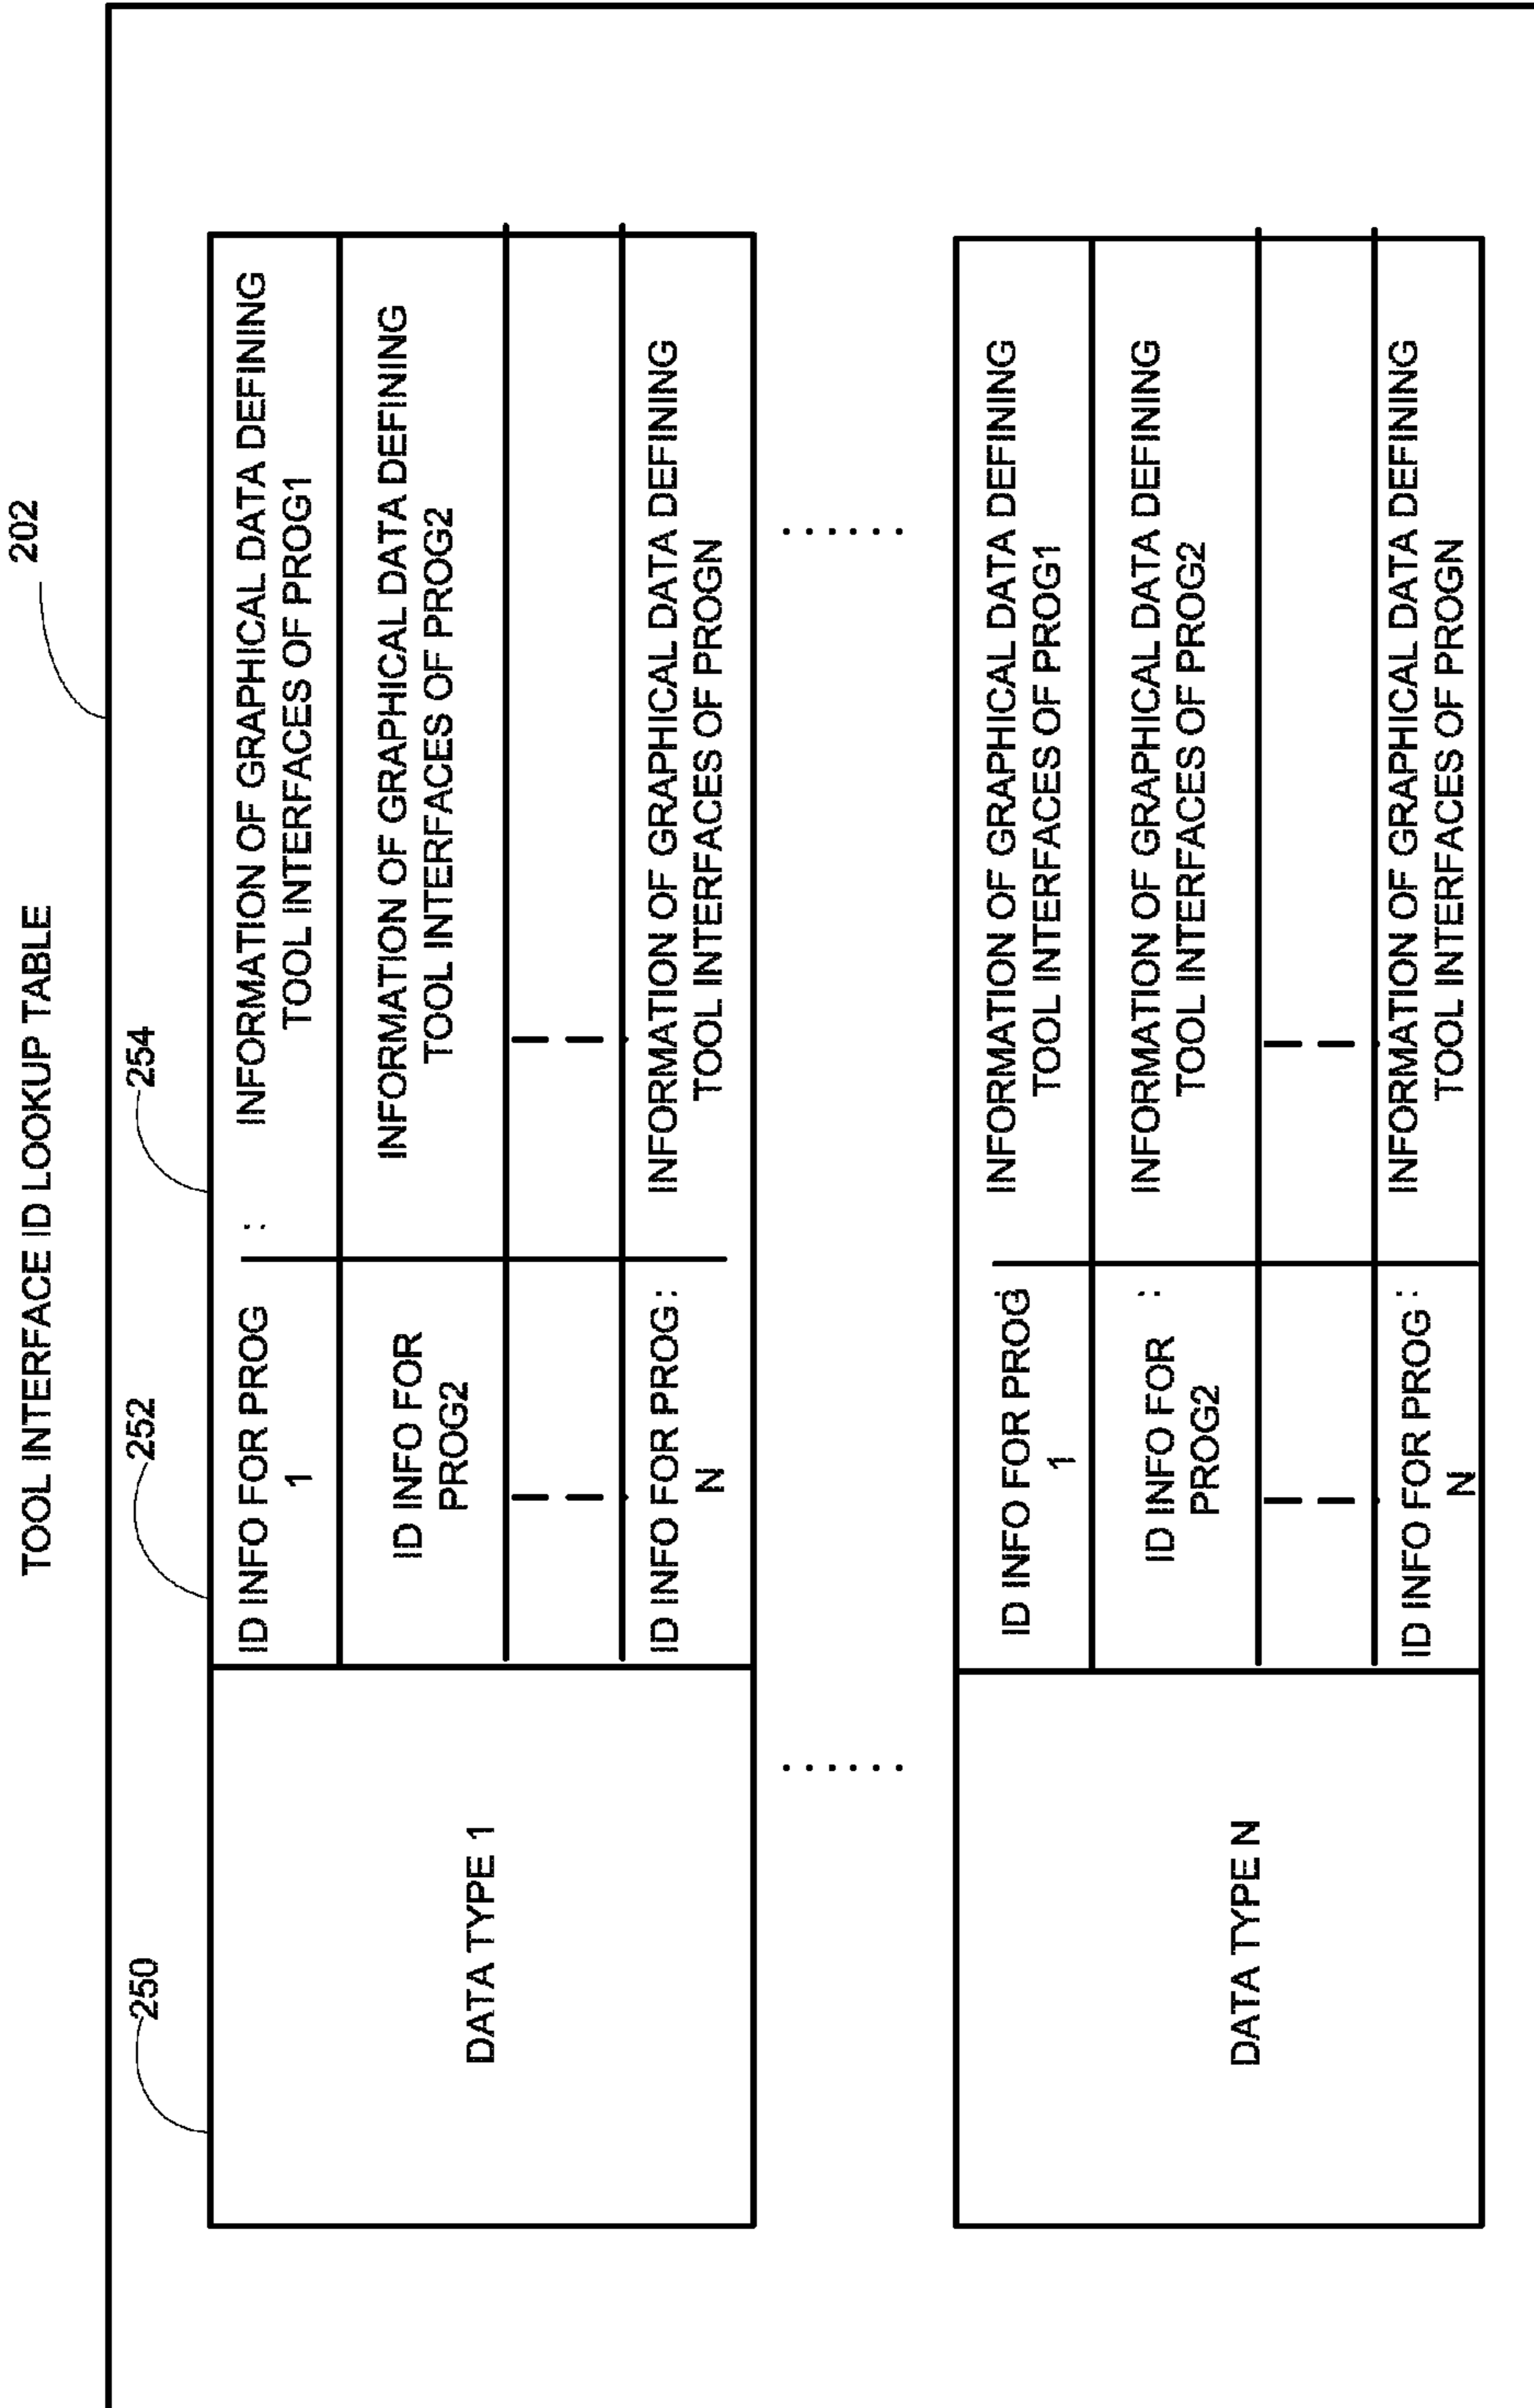 TOOL INTERFACE ID LOOKUP TABLE
202
250
252
254
DATA TYPE 1
ID INFO FOR PROG
1
:
INFORMATION OF GRAPHICAL DATA DEFINING
TOOL INTERFACES OF PROG1
ID INFO FOR
PROG2
INFORMATION OF GRAPHICAL DATA DEFINING
TOOL INTERFACES OF PROG2
ID INFO FOR PROG :
N
INFORMATION OF GRAPHICAL DATA DEFINING
TOOL INTERFACES OF PROGN
......
......
DATA TYPE N
ID INFO FOR PROG :
1
INFORMATION OF GRAPHICAL DATA DEFINING
TOOL INTERFACES OF PROG1
ID INFO FOR :
PROG2
INFORMATION OF GRAPHICAL DATA DEFINING
TOOL INTERFACES OF PROG2
ID INFO FOR PROG :
N
INFORMATION OF GRAPHICAL DATA DEFINING
TOOL INTERFACES OF PROGN